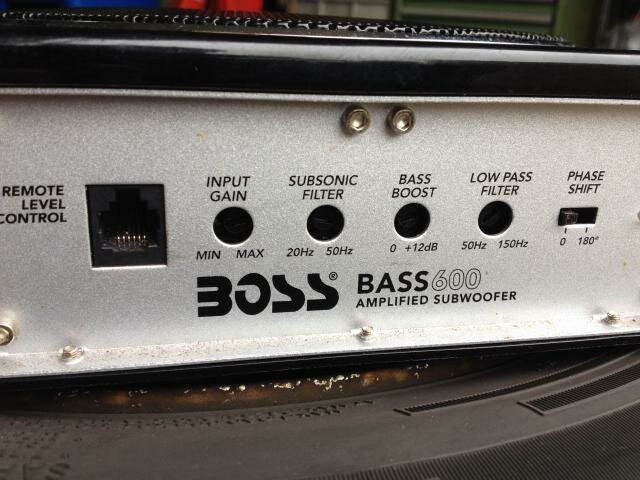 REMOTE
LEVEL
CONTROL
INPUT
GAIN
MIN MAX
SUBSONIC
FILTER
20Hz 50Hz
BASS
BOOST
0 +12dB
LOW PASS
FILTER
50Hz 150Hz
PHASE
SHIFT
0 180°
BOSS® BASS600
AMPLIFIED SUBWOOFER